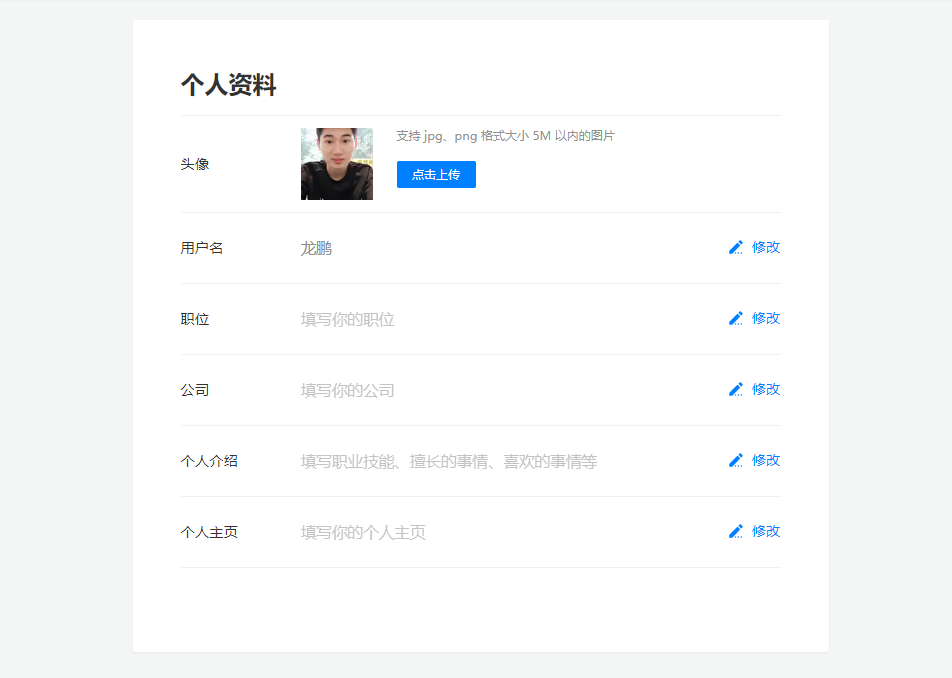 个人资料
头像
支持 jpg、png 格式大小 5M 以内的图片
点击上传
用户名 龙鹏 修改
职位 填写你的职位 修改
公司 填写你的公司 修改
个人介绍 填写职业技能、擅长的事情、喜欢的事情等 修改
个人主页 填写你的个人主页 修改